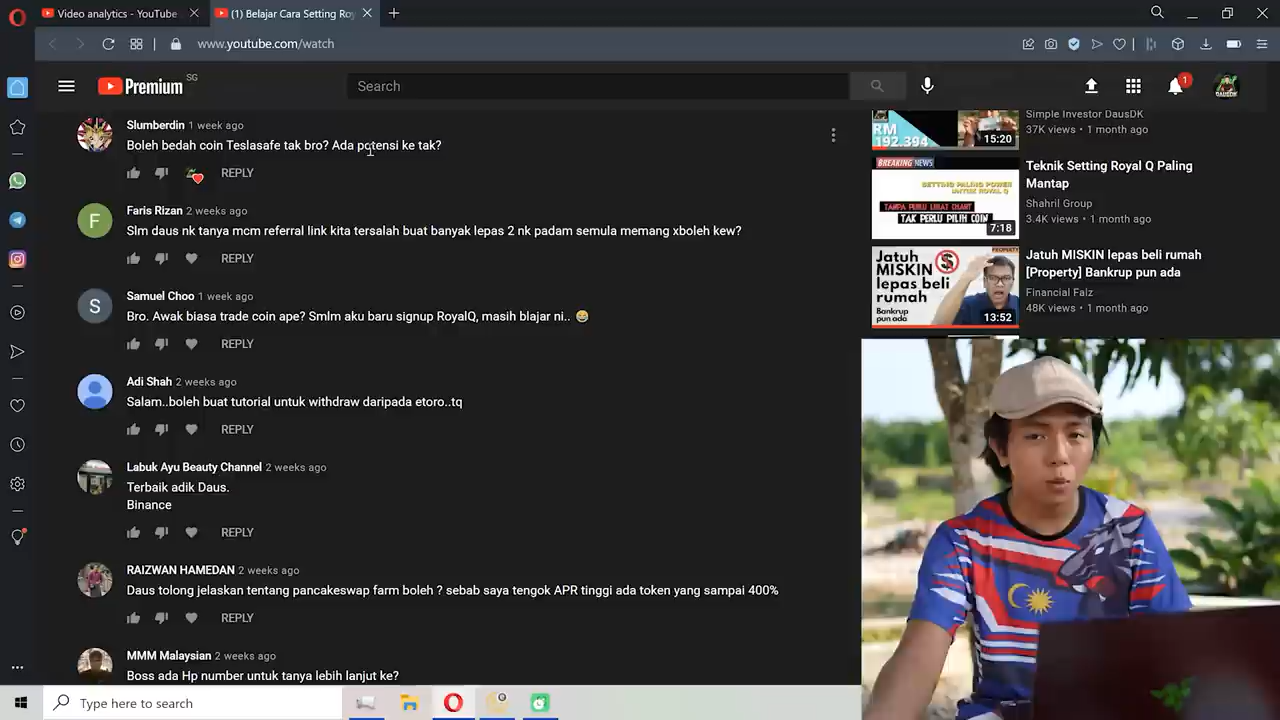 Video analytics - YouTube
(1) Belajar Cara Setting Roy
www.youtube.com/watch
Premium SG
Search
1
Slumberdin 1 week ago
Boleh beli x coin Teslasafe tak bro? Ada potensi ke tak?
REPLY
Faris Rizan 2 weeks ago
Slm daus nk tanya mcm referral link kita tersalah buat banyak lepas 2 nk padam semula memang xboleh kew?
REPLY
Samuel Choo 1 week ago
Bro. Awak biasa trade coin ape? Smlm aku baru signup RoyalQ, masih blajar ni..
REPLY
Adi Shah 2 weeks ago
Salam..boleh buat tutorial untuk withdraw daripada etoro..tq
REPLY
Labuk Ayu Beauty Channel 2 weeks ago
Terbaik adik Daus.
Binance
REPLY
RAIZWAN HAMEDAN 2 weeks ago
Daus tolong jelaskan tentang pancakeswap farm boleh ? sebab saya tengok APR tinggi ada token yang sampai 400%
REPLY
MMM Malaysian 2 weeks ago
Boss ada Hp number untuk tanya lebih lanjut ke?
RM
192.394
15:20
Simple Investor DausDK
37K views • 1 month ago
BREAKING NEWS
SETTING PALING POWER
UNTUK ROYAL Q
TANPA PERLU LIHAT CHART
TAK PERLU PILIH COIN
7:18
Teknik Setting Royal Q Paling
Mantap
Shahril Group
3.4K views • 1 month ago
Jatuh
MISKIN
lepas beli
rumah
Bankrup
pun ada
13:52
Jatuh MISKIN lepas beli rumah
[Property] Bankrup pun ada
Financial Faiz
48K views • 1 month ago
Type here to search